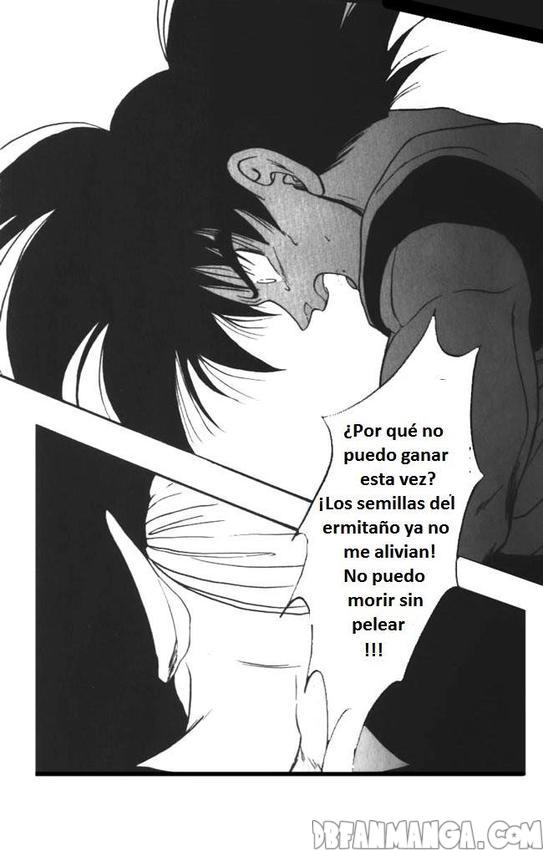 ¿Por qué no
puedo ganar
esta vez?
¡Los semillas del
ermitaño ya no
me alivian!
No puedo
morir sin
pelear
!!!
DBFANMANGA.COM